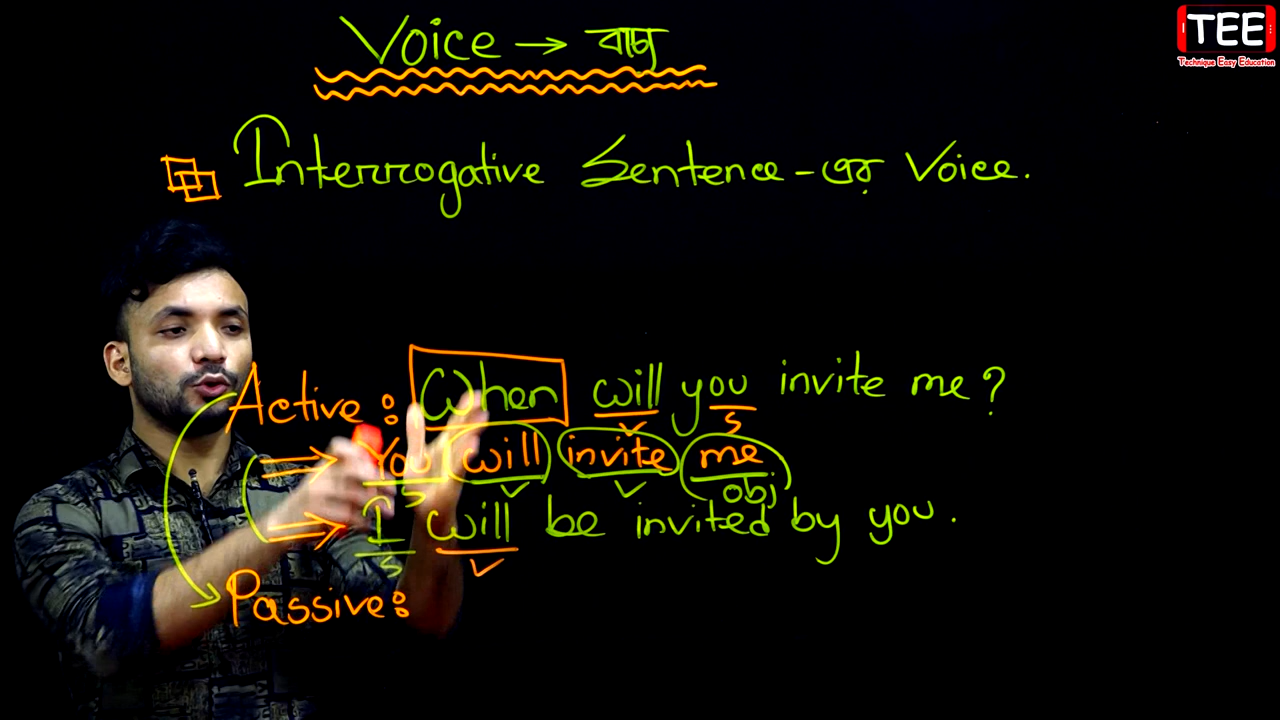 Voice → বাচ্য
TEE
Technique Easy Education
Interrogative Sentence-এর Voice.
Active: When will you invite me?
v s
You will invite me
s v v obj
I will be invited by you.
s v
Passive: